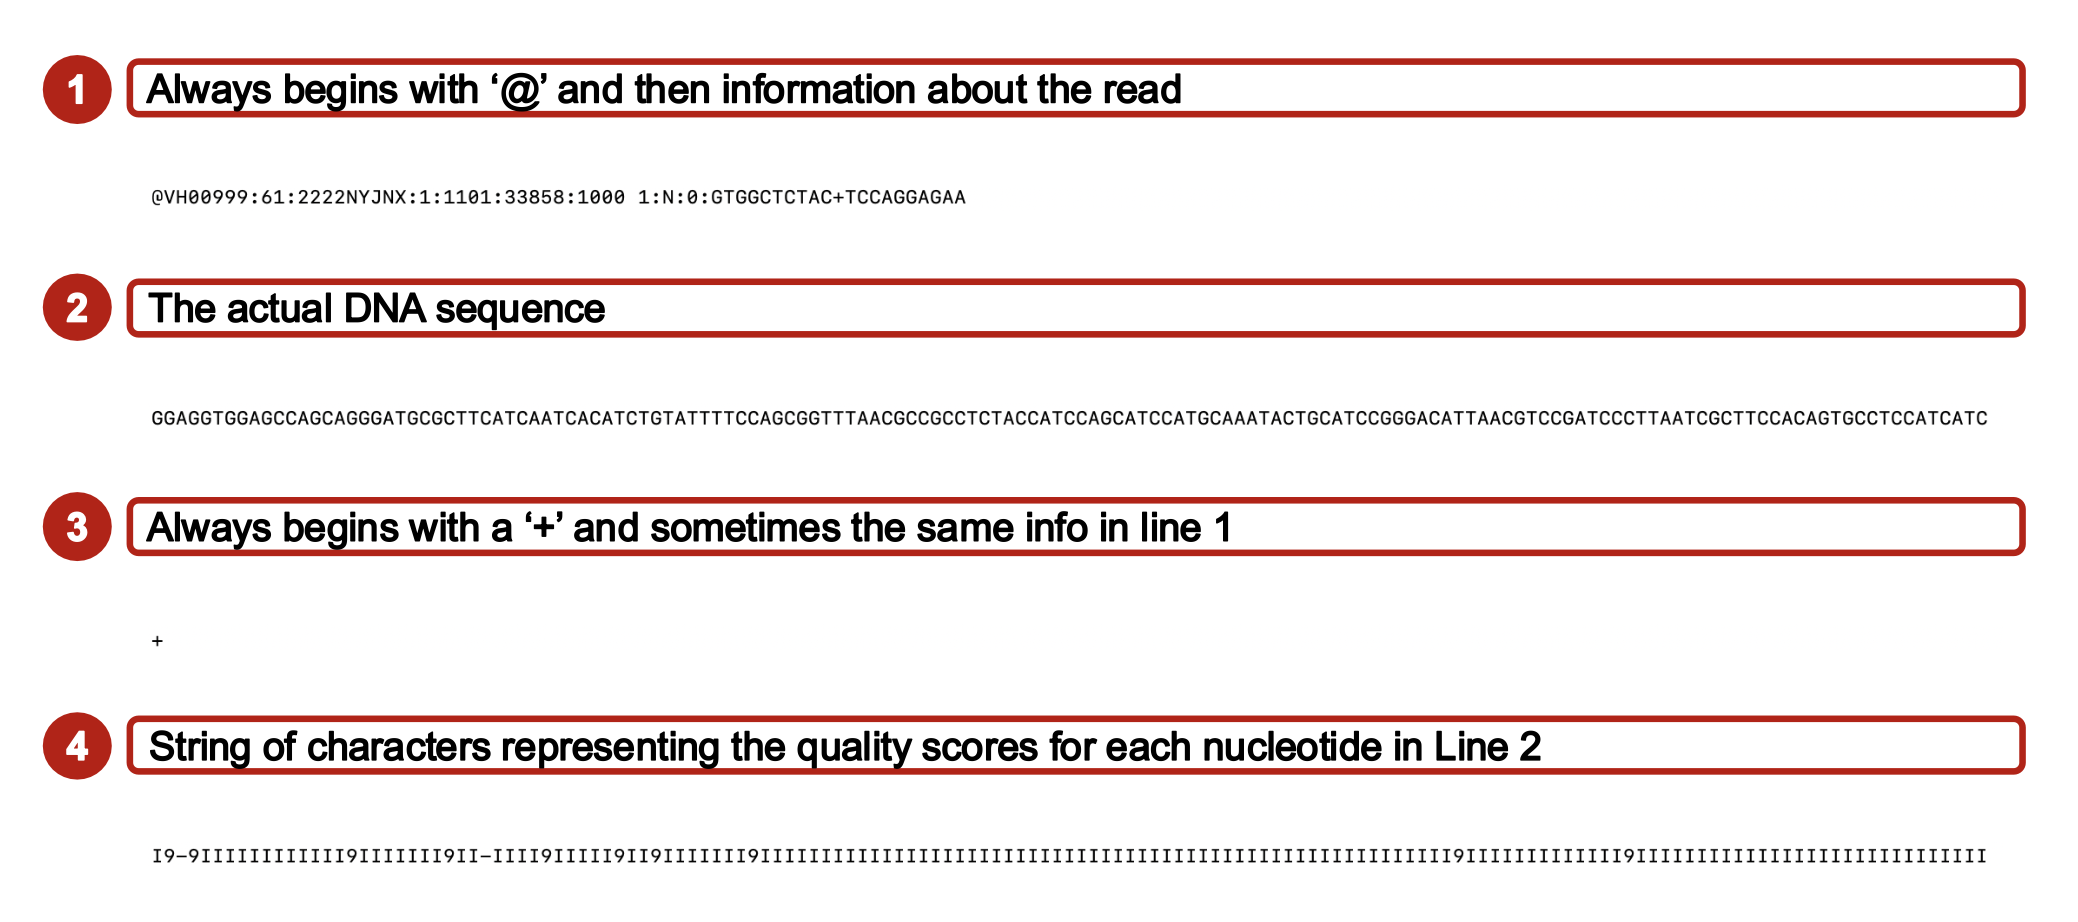 1
Always begins with ‘@’ and then information about the read
@VH00999:61:2222NYJNX:1:1101:33858:1000 1:N:0:GTGGCTCTAC+TCCAGGAGAA
2
The actual DNA sequence
GGAGGTGGAGCCAGCAGGGATGCGCTTCATCAATCACATCTGTATTTTCCAGCGGTTTAACGCCGCCTCTACCATCCAGCATCCATGCAAATACTGCATCCGGGACATTAACGTCCGATCCCTTAATCGCTTCCACAGTGCCTCCATCATC
3
Always begins with a ‘+’ and sometimes the same info in line 1
+
4
String of characters representing the quality scores for each nucleotide in Line 2
I9-9IIIIIIIIIIII9IIIIIII9II-IIII9IIIII9II9IIIIIII9IIIIIIIIIIIIIIIIIIIIIIIIIIIIIIIIIIIIIIIIIIIIIIIIIIIIIIIII9IIIIIIIIIIIII9IIIIIIIIIIIIIIIIIIIIIIIIIIIII